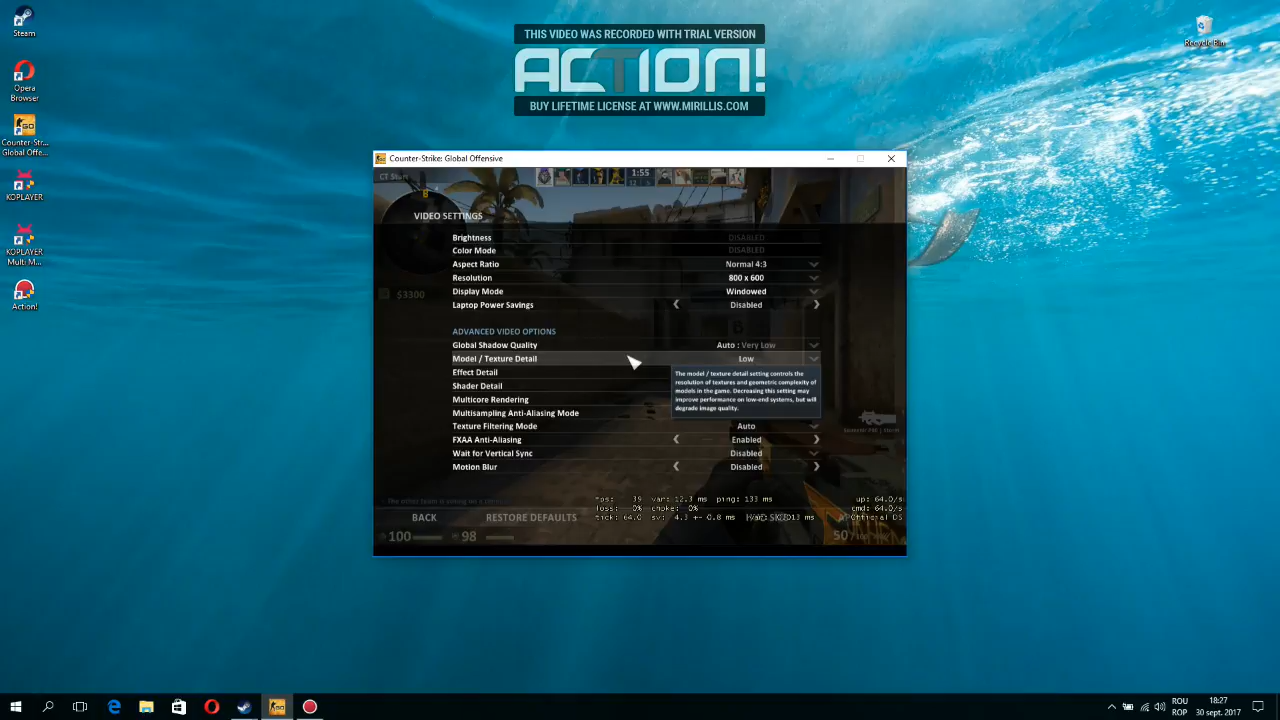 Steam
Opera
Browser
Counter-Str...
Global Offe...
KOPLAYER
KOPLAYER
Multi M...
Action!
Recycle Bin
THIS VIDEO WAS RECORDED WITH TRIAL VERSION
ACTION!
BUY LIFETIME LICENSE AT WWW.MIRILLIS.COM
Counter-Strike: Global Offensive
CT Start
1:55
B
$3300
VIDEO SETTINGS
Brightness DISABLED
Color Mode DISABLED
Aspect Ratio Normal 4:3
Resolution 800 x 600
Display Mode Windowed
Laptop Power Savings Disabled
ADVANCED VIDEO OPTIONS
Global Shadow Quality Auto : Very Low
Model / Texture Detail Low
Effect Detail
Shader Detail
Multicore Rendering
Multisampling Anti-Aliasing Mode
The model / texture detail setting controls the
resolution of textures and geometric complexity of
models in the game. Decreasing this setting may
improve performance on low-end systems, but will
degrade image quality.
Texture Filtering Mode Auto
FXAA Anti-Aliasing Enabled
Wait for Vertical Sync Disabled
Motion Blur Disabled
fps: 39 var: 12.3 ms ping: 133 ms
loss: 0% choke: 0%
tick: 64.0 sv: 4.3 +- 0.8 ms
up: 64.0/s
cmd: 64.0/s
Official DS
BACK RESTORE DEFAULTS
100 98
50
ROU
ROP
18:27
30 sept. 2017